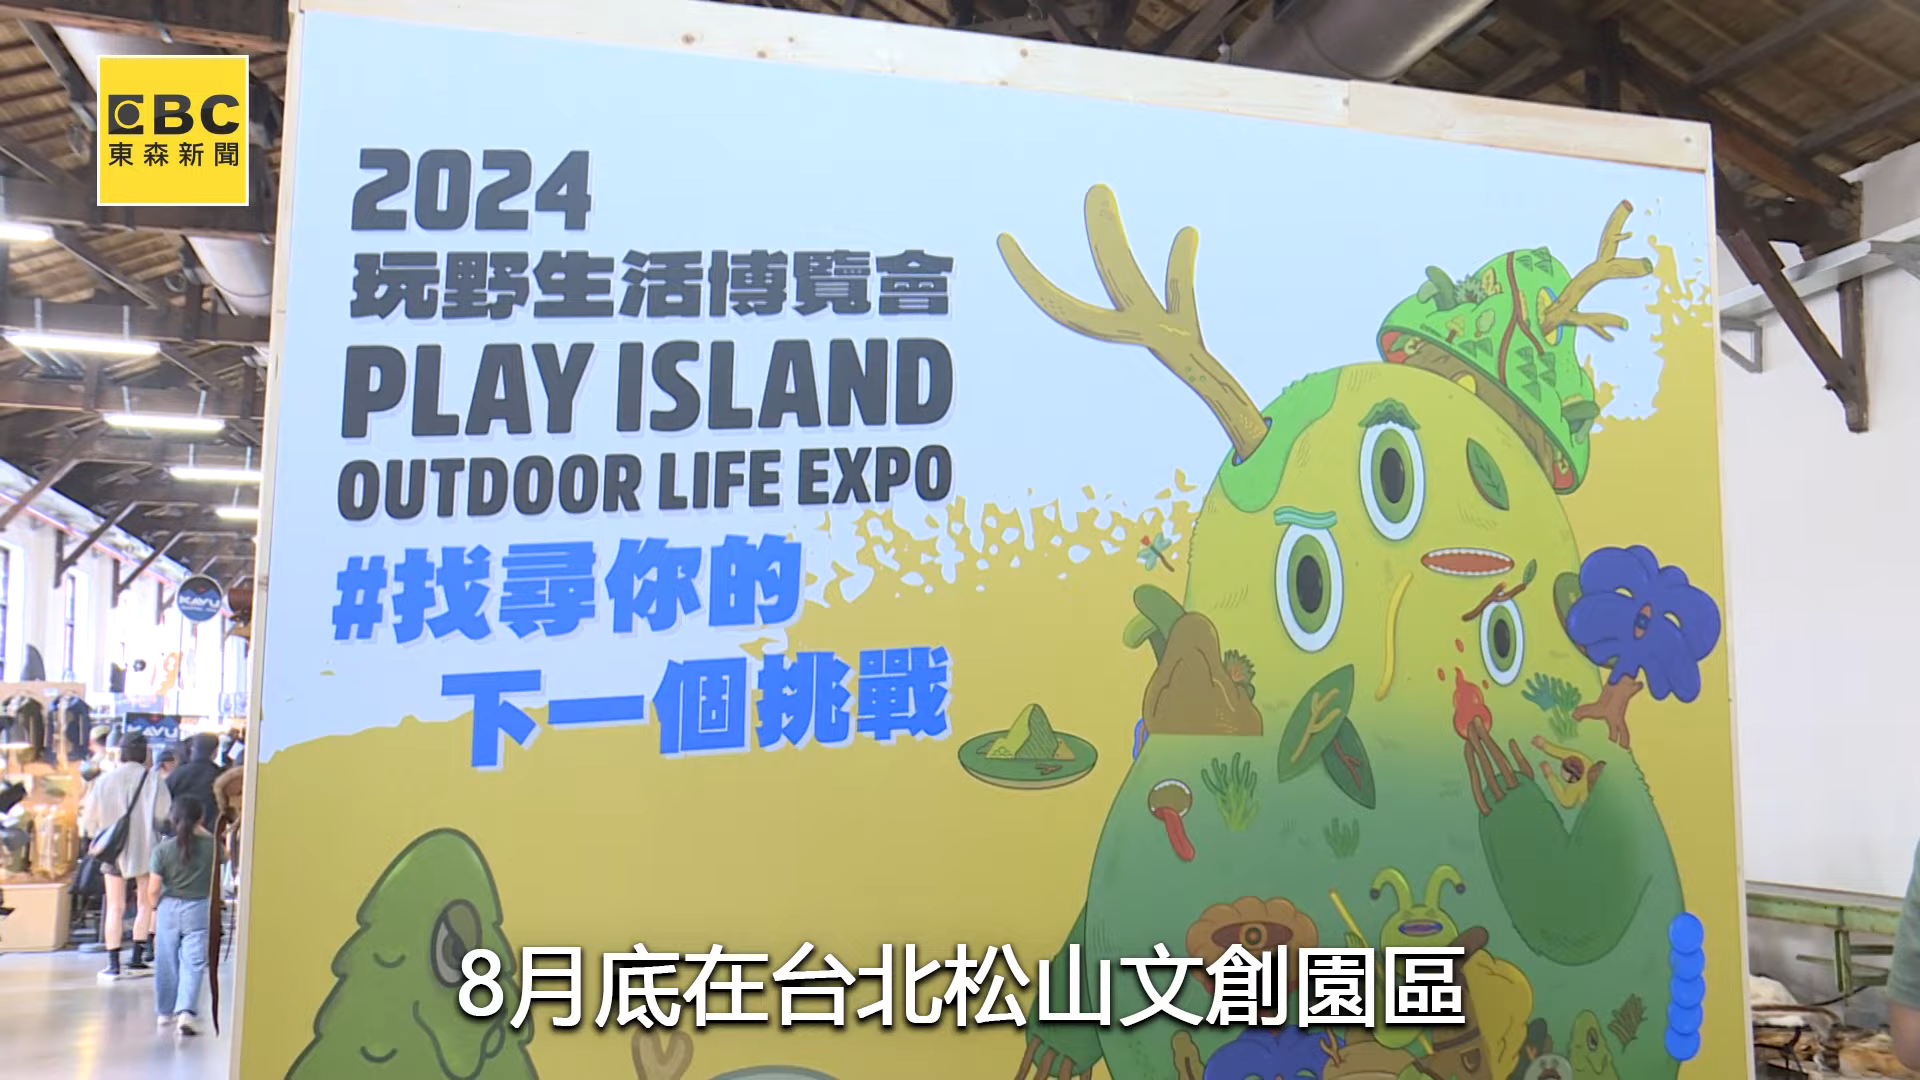 EBC
東森新聞
2024
玩野生活博覽會
PLAY ISLAND
OUTDOOR LIFE EXPO
#找尋你的
下一個挑戰
KAVU
KAVU
8月底在台北松山文創園區